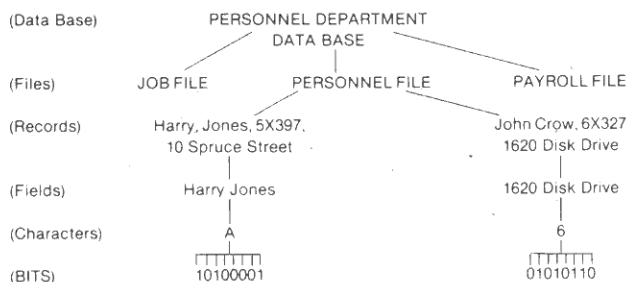 (Data Base) PERSONNEL DEPARTMENT
DATA BASE
(Files) JOB FILE PERSONNEL FILE PAYROLL FILE
(Records) Harry, Jones, 5X397, John Crow, 6X327
10 Spruce Street 1620 Disk Drive
(Fields) Harry Jones 1620 Disk Drive
(Characters) A 6
(BITS) 10100001 01010110